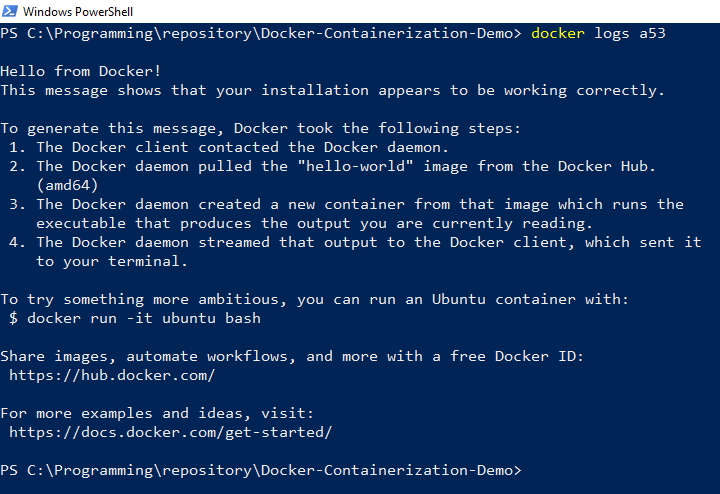 Windows PowerShell
PS C:\Programming\repository\Docker-Containerization-Demo> docker logs a53
Hello from Docker!
This message shows that your installation appears to be working correctly.
To generate this message, Docker took the following steps:
1. The Docker client contacted the Docker daemon.
2. The Docker daemon pulled the "hello-world" image from the Docker Hub.
(amd64)
3. The Docker daemon created a new container from that image which runs the
executable that produces the output you are currently reading.
4. The Docker daemon streamed that output to the Docker client, which sent it
to your terminal.
To try something more ambitious, you can run an Ubuntu container with:
$ docker run -it ubuntu bash
Share images, automate workflows, and more with a free Docker ID:
https://hub.docker.com/
For more examples and ideas, visit:
https://docs.docker.com/get-started/
PS C:\Programming\repository\Docker-Containerization-Demo>